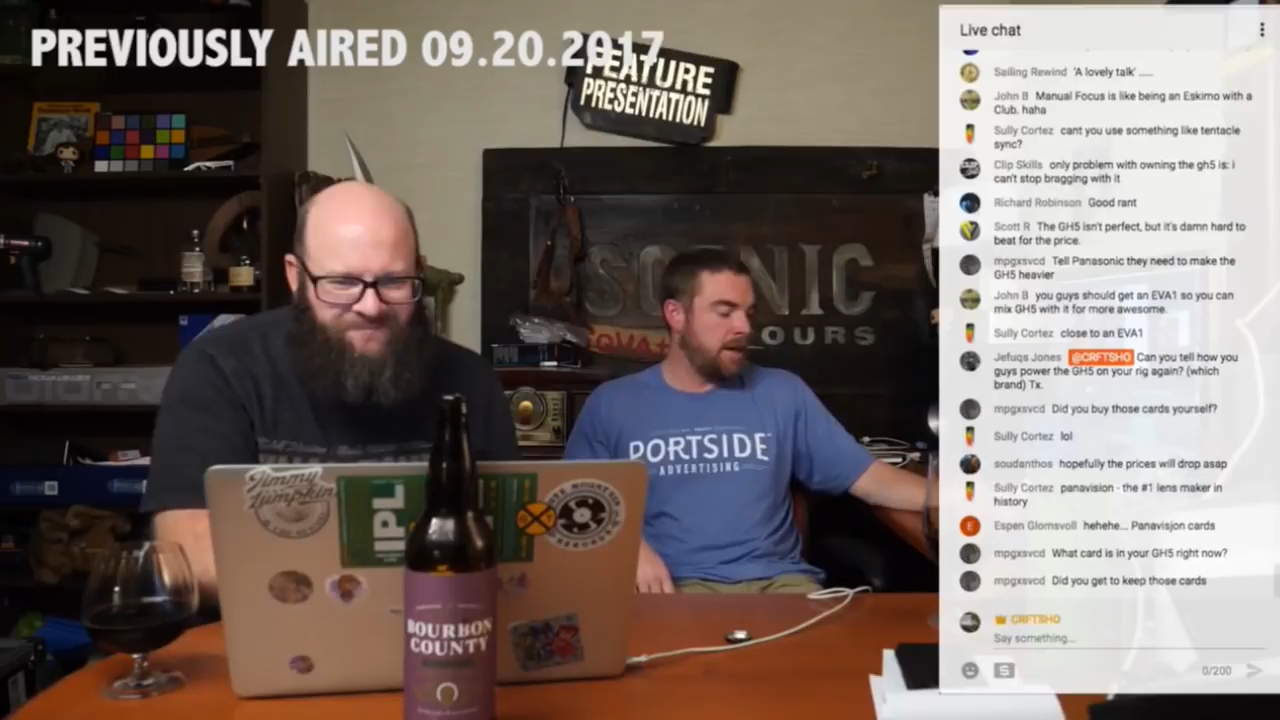 PREVIOUSLY AIRED 09.20.2017
FEATURE
PRESENTATION
SCENIC
OURS
PORTSIDE
ADVERTISING
Jimmy
Lumpkin
IPL
BOURBON
COUNTY
Live chat
Sailing Rewind 'A lovely talk' .....
John B Manual Focus is like being an Eskimo with a
Club. haha
Sully Cortez cant you use something like tentacle
sync?
Clip Skills only problem with owning the gh5 is: i
can't stop bragging with it
Richard Robinson Good rant
Scott R The GH5 isn't perfect, but it's damn hard to
beat for the price.
mpgxsvcd Tell Panasonic they need to make the
GH5 heavier
John B you guys should get an EVA1 so you can
mix GH5 with it for more awesome.
Sully Cortez close to an EVA1
Jefuqs Jones @CRFTSHO Can you tell how you
guys power the GH5 on your rig again? (which
brand) Tx.
mpgxsvcd Did you buy those cards yourself?
Sully Cortez lol
soudanthos hopefully the prices will drop asap
Sully Cortez panavision - the #1 lens maker in
history
E Espen Glomsvoll hehehe... Panavisjon cards
mpgxsvcd What card is in your GH5 right now?
mpgxsvcd Did you get to keep those cards
CRFTSHO
Say something...
S 0/200